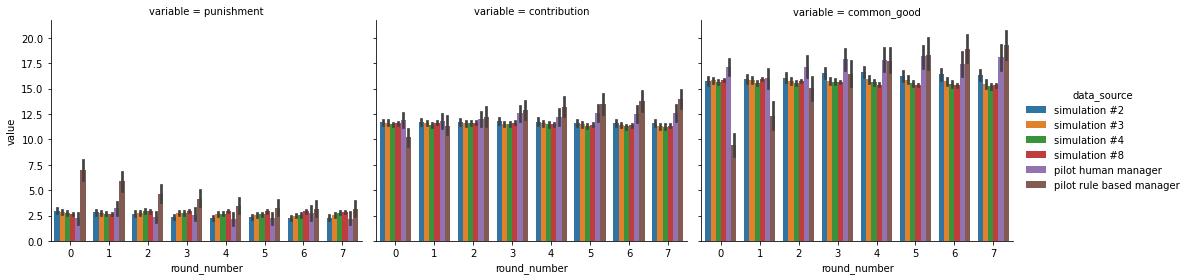 variable = punishment
variable = contribution
variable = common_good
20.0
17.5
15.0
12.5
10.0
7.5
5.0
2.5
0.0
value
0 1 2 3 4 5 6 7
0 1 2 3 4 5 6 7
0 1 2 3 4 5 6 7
round_number
round_number
round_number
data_source
simulation #2
simulation #3
simulation #4
simulation #8
pilot human manager
pilot rule based manager